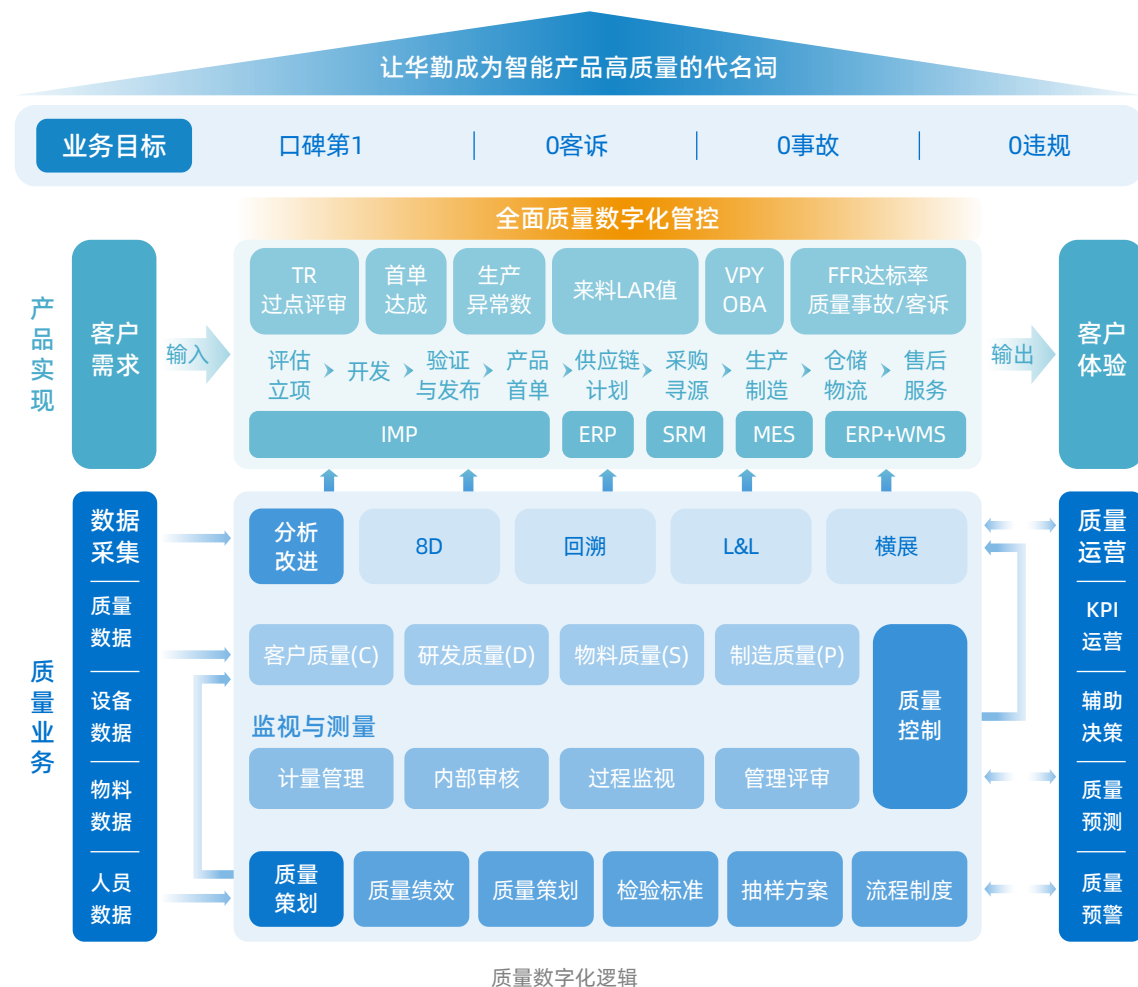 让华勤成为智能产品高质量的代名词
业务目标
口碑第1
0客诉
0事故
0违规
全面质量数字化管控
产品实现
客户
需求
输入
TR
过点评审
首单
达成
生产
异常数
来料LAR值
VPY
OBA
FFR达标率
质量事故/客诉
评估
立项
开发
验证
与发布
产品
首单
供应链
计划
采购
寻源
生产
制造
仓储
物流
售后
服务
IMP
ERP
SRM
MES
ERP+WMS
输出
客户
体验
质量业务
数据
采集
质量
数据
设备
数据
物料
数据
人员
数据
分析
改进
8D
回溯
L&L
横展
客户质量(C)
研发质量(D)
物料质量(S)
制造质量(P)
质量
控制
监视与测量
计量管理
内部审核
过程监视
管理评审
质量
策划
质量绩效
质量策划
检验标准
抽样方案
流程制度
质量
运营
KPI
运营
辅助
决策
质量
预测
质量
预警
质量数字化逻辑